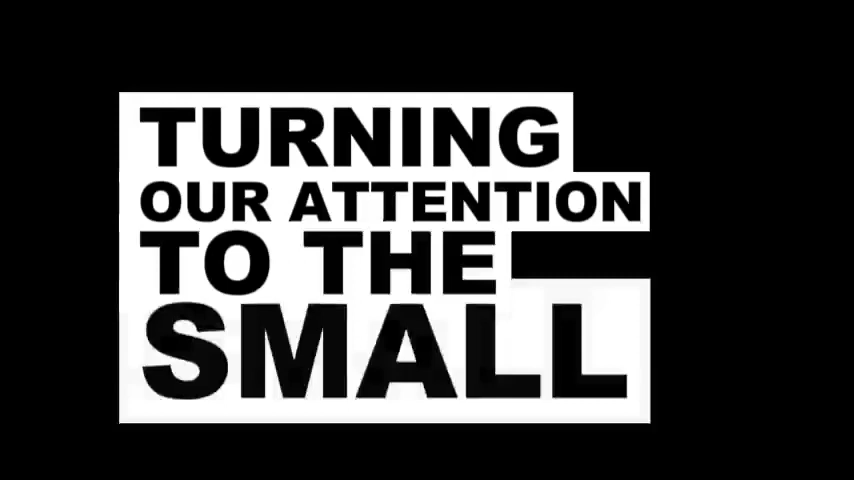 TURNING
OUR ATTENTION
TO THE
SMALL